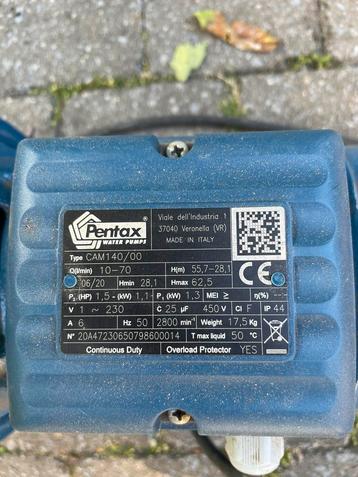 Pentax
WATER PUMPS
Viale dell'Industria 1
37040 Veronella (VR)
MADE IN ITALY
Type CAM140/00
Q(l/min) 10-70 H(m) 55,7-28,1
06/20 Hmin 28,1 Hmax 62,5
P2 (HP) 1,5 - kW 1,1 P1 (kW) 1,3 MEI ≥ η(%) --
V 1 ~ 230 C 25 µF 450 V Cl F CE
A 6 Hz 50 2800 min⁻¹ Weight 17,5Kg IP 44
N° 20A47230650798600014 T max liquid 50 °C
Continuous Duty Overload Protector YES